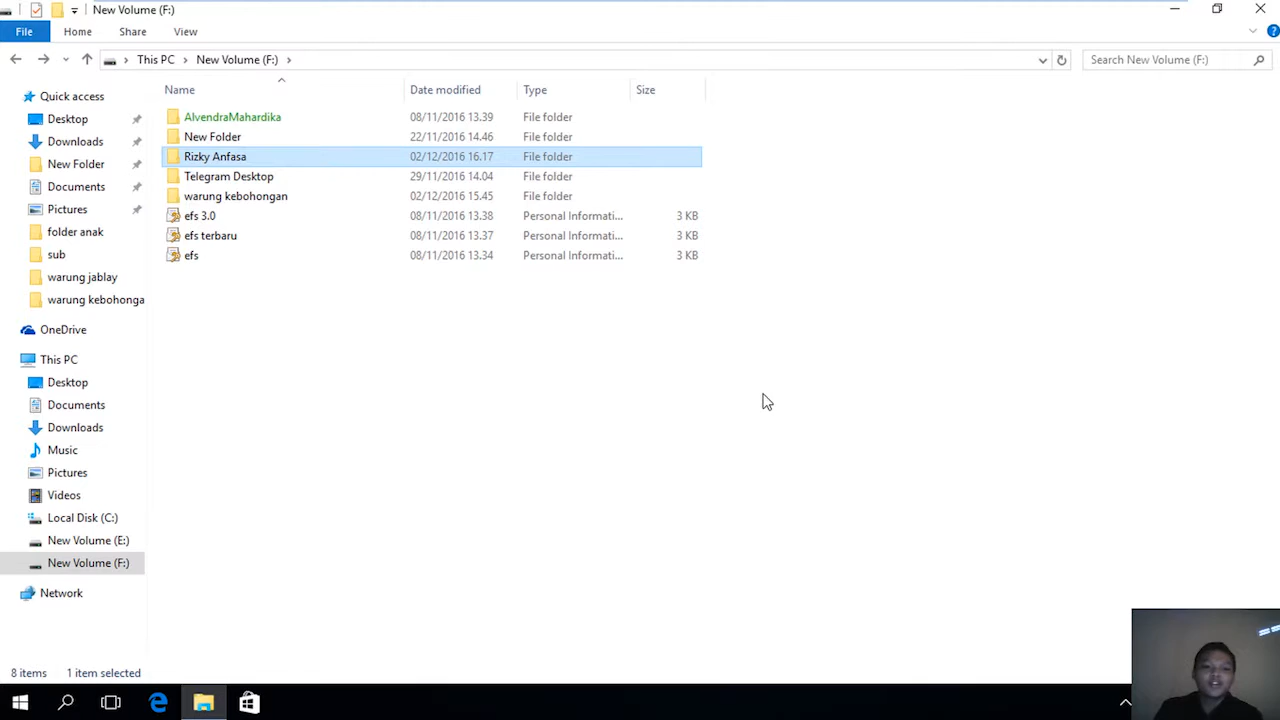 New Volume (F:)
File Home Share View
This PC New Volume (F:) Search New Volume (F:)
Name Date modified Type Size
Quick access
Desktop
Downloads
New Folder
Documents
Pictures
folder anak
sub
warung jablay
warung kebohonga
OneDrive
This PC
Desktop
Documents
Downloads
Music
Pictures
Videos
Local Disk (C:)
New Volume (E:)
New Volume (F:)
Network
AlvendraMahardika 08/11/2016 13.39 File folder
New Folder 22/11/2016 14.46 File folder
Rizky Anfasa 02/12/2016 16.17 File folder
Telegram Desktop 29/11/2016 14.04 File folder
warung kebohongan 02/12/2016 15.45 File folder
efs 3.0 08/11/2016 13.38 Personal Informati... 3 KB
efs terbaru 08/11/2016 13.37 Personal Informati... 3 KB
efs 08/11/2016 13.34 Personal Informati... 3 KB
8 items 1 item selected